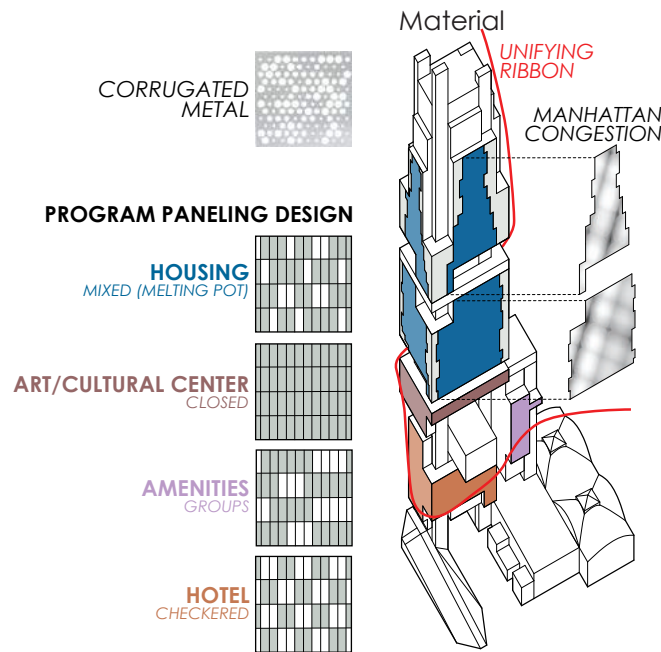 Material
UNIFYING
RIBBON
CORRUGATED
METAL
MANHATTAN
CONGESTION
PROGRAM PANELING DESIGN
HOUSING
MIXED (MELTING POT)
ART/CULTURAL CENTER
CLOSED
AMENITIES
GROUPS
HOTEL
CHECKERED